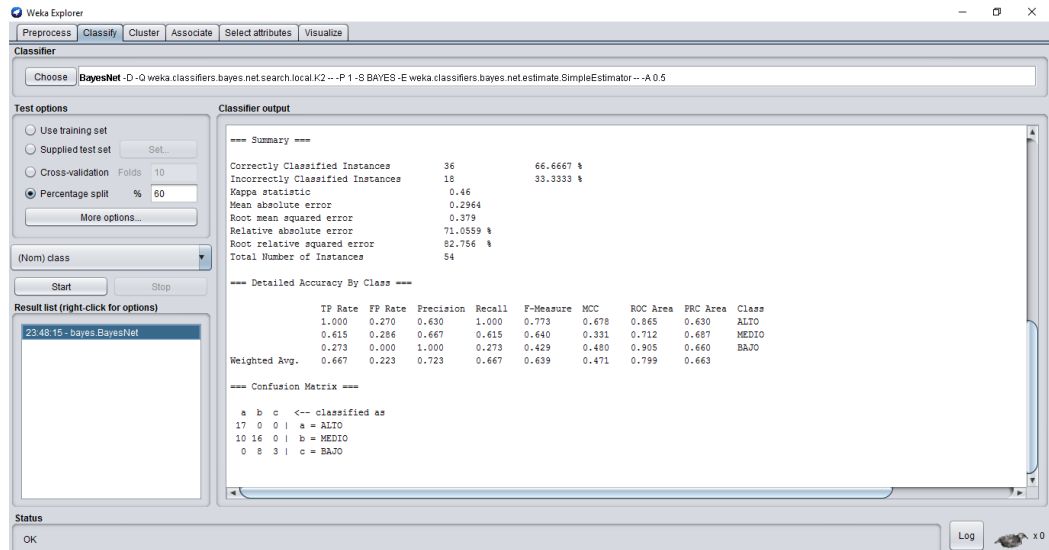 Weka Explorer
Preprocess Classify Cluster Associate Select attributes Visualize
Classifier
Choose BayesNet -D -Q weka.classifiers.bayes.net.search.local.K2 -- -P 1 -S BAYES -E weka.classifiers.bayes.net.estimate.SimpleEstimator -- -A 0.5
Test options
Use training set
Supplied test set Set...
Cross-validation Folds 10
Percentage split % 60
More options...
(Nom) class
Start Stop
Result list (right-click for options)
23:48:15 - bayes.BayesNet
Classifier output
=== Summary ===
Correctly Classified Instances 36 66.6667 %
Incorrectly Classified Instances 18 33.3333 %
Kappa statistic 0.46
Mean absolute error 0.2964
Root mean squared error 0.379
Relative absolute error 71.0559 %
Root relative squared error 82.756 %
Total Number of Instances 54
=== Detailed Accuracy By Class ===
TP Rate FP Rate Precision Recall F-Measure MCC ROC Area PRC Area Class
1.000 0.270 0.630 1.000 0.773 0.678 0.865 0.630 ALTO
0.615 0.286 0.667 0.615 0.640 0.331 0.712 0.687 MEDIO
0.273 0.000 1.000 0.273 0.429 0.480 0.905 0.660 BAJO
Weighted Avg. 0.667 0.223 0.723 0.667 0.639 0.471 0.799 0.663
=== Confusion Matrix ===
a b c <-- classified as
17 0 0 | a = ALTO
10 16 0 | b = MEDIO
0 8 3 | c = BAJO
Status
OK
Log
x 0